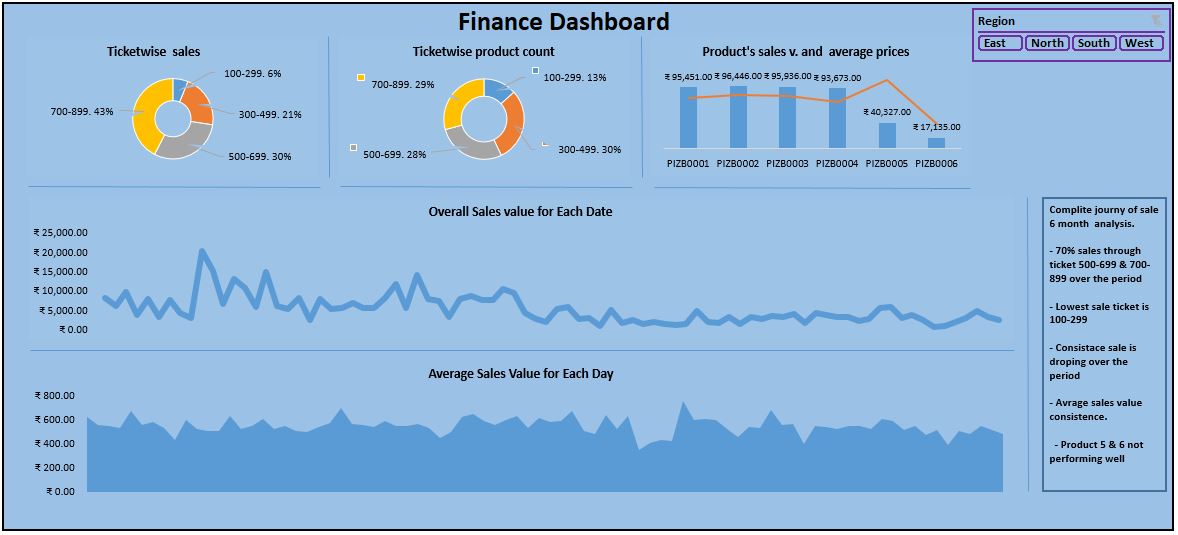 Finance Dashboard
Region
East North South West
Ticketwise sales
100-299. 6%
300-499. 21%
500-699. 30%
700-899. 43%
Ticketwise product count
100-299. 13%
300-499. 30%
500-699. 28%
700-899. 29%
Product's sales v. and average prices
₹ 95,451.00 ₹ 96,446.00 ₹ 95,936.00 ₹ 93,673.00
₹ 40,327.00
₹ 17,135.00
PIZB0001 PIZB0002 PIZB0003 PIZB0004 PIZB0005 PIZB0006
Overall Sales value for Each Date
₹ 25,000.00
₹ 20,000.00
₹ 15,000.00
₹ 10,000.00
₹ 5,000.00
₹ 0.00
Average Sales Value for Each Day
₹ 800.00
₹ 600.00
₹ 400.00
₹ 200.00
₹ 0.00
Complite journy of sale
6 month analysis.
- 70% sales through
ticket 500-699 & 700-
899 over the period
- Lowest sale ticket is
100-299
- Consistace sale is
droping over the
period
- Avrage sales value
consistence.
- Product 5 & 6 not
performing well